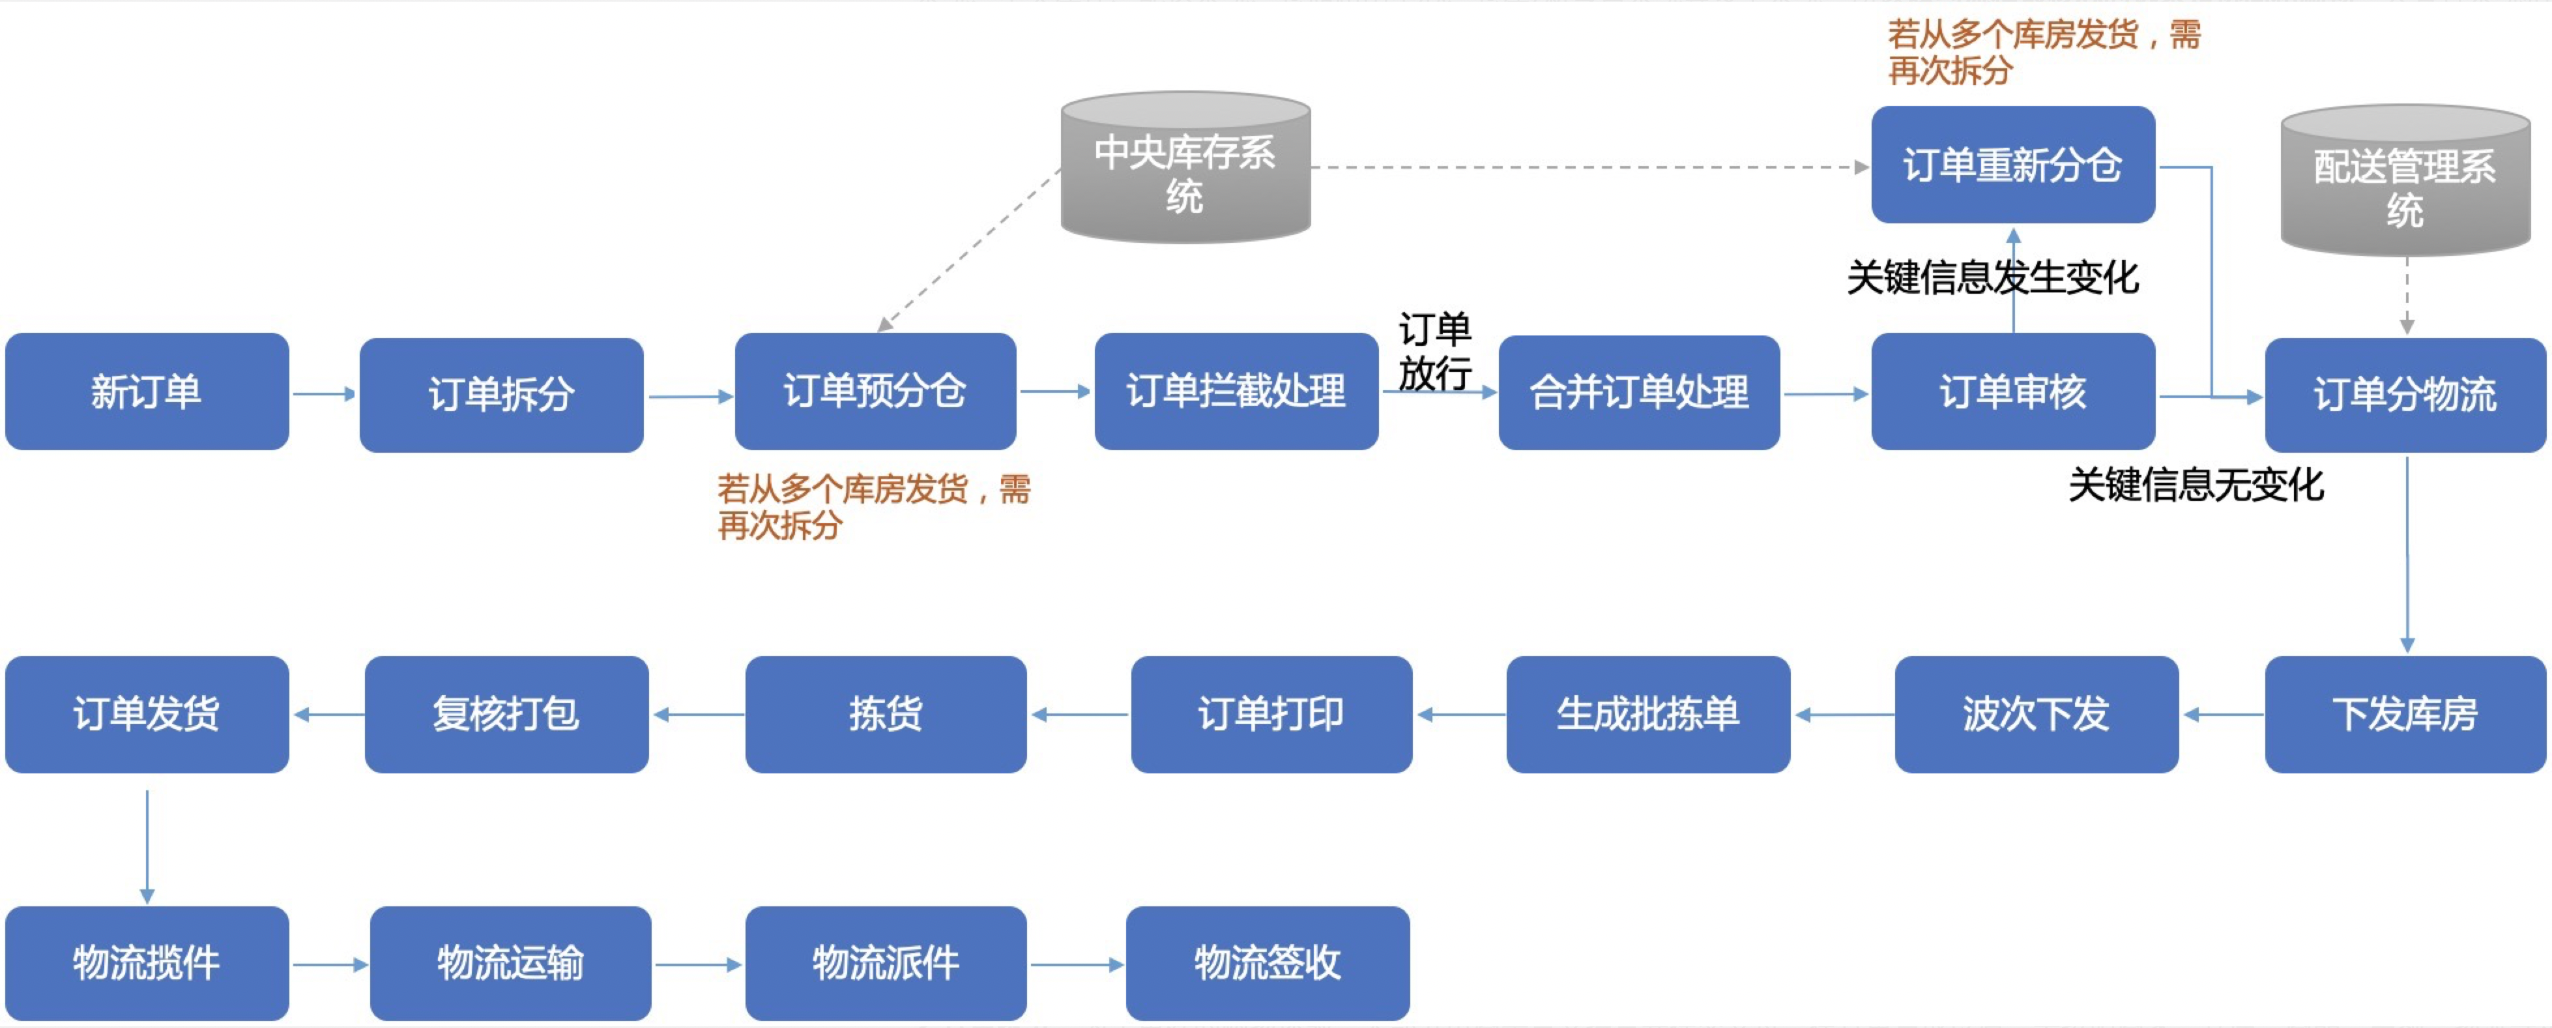 若从多个库房发货，需
再次拆分
中央库存系
统
订单重新分仓
配送管理系
统
关键信息发生变化
订单
放行
新订单
订单拆分
订单预分仓
订单拦截处理
合并订单处理
订单审核
订单分物流
若从多个库房发货，需
再次拆分
关键信息无变化
订单发货
复核打包
拣货
订单打印
生成批拣单
波次下发
下发库房
物流揽件
物流运输
物流派件
物流签收